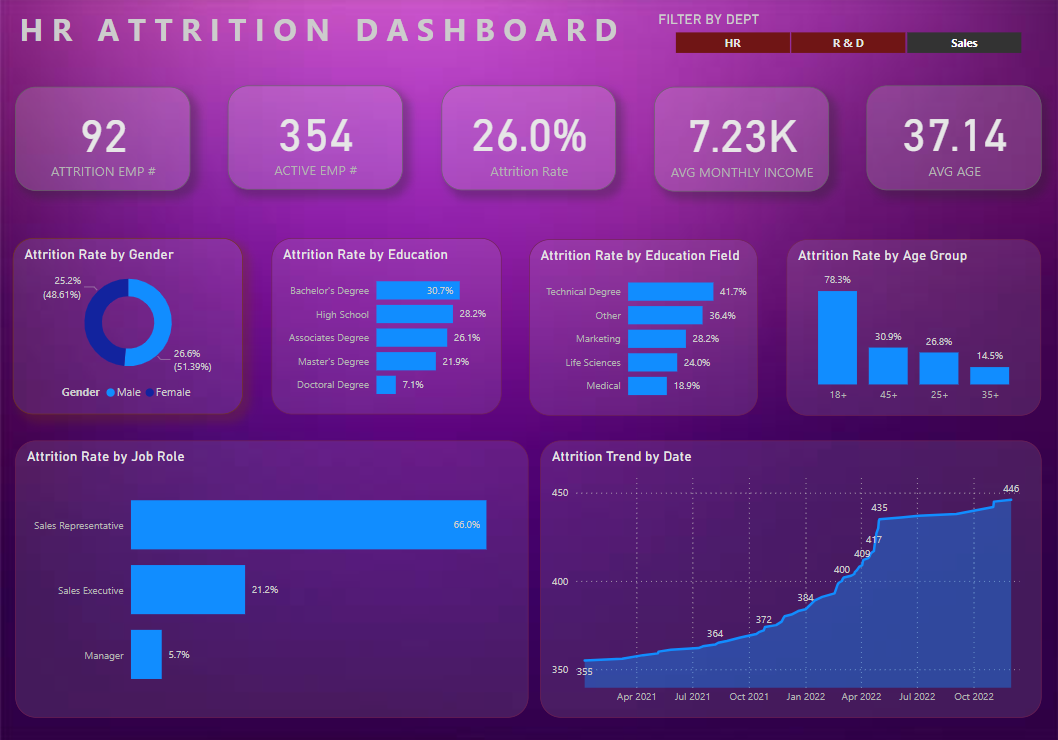 HR ATTRITION DASHBOARD
FILTER BY DEPT
HR
R & D
Sales
92
ATTRITION EMP #
354
ACTIVE EMP #
26.0%
Attrition Rate
7.23K
AVG MONTHLY INCOME
37.14
AVG AGE
Attrition Rate by Gender
25.2%
(48.61%)
26.6%
(51.39%)
Gender Male Female
Attrition Rate by Education
Bachelor's Degree 30.7%
High School 28.2%
Associates Degree 26.1%
Master's Degree 21.9%
Doctoral Degree 7.1%
Attrition Rate by Education Field
Technical Degree 41.7%
Other 36.4%
Marketing 28.2%
Life Sciences 24.0%
Medical 18.9%
Attrition Rate by Age Group
78.3%
30.9%
26.8%
14.5%
18+ 45+ 25+ 35+
Attrition Rate by Job Role
Sales Representative 66.0%
Sales Executive 21.2%
Manager 5.7%
Attrition Trend by Date
450
400
350
355
364
372
384
400
409
417
435
446
Apr 2021 Jul 2021 Oct 2021 Jan 2022 Apr 2022 Jul 2022 Oct 2022